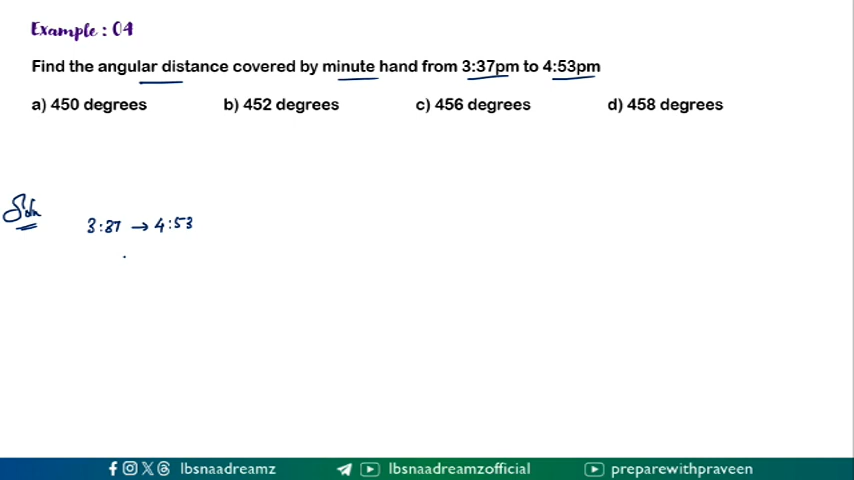 Example : 04
Find the angular distance covered by minute hand from 3:37pm to 4:53pm
a) 450 degrees b) 452 degrees c) 456 degrees d) 458 degrees
Soln
3:37 → 4:53
lbsnaadreamz lbsnaadreamzofficial preparewithpraveen